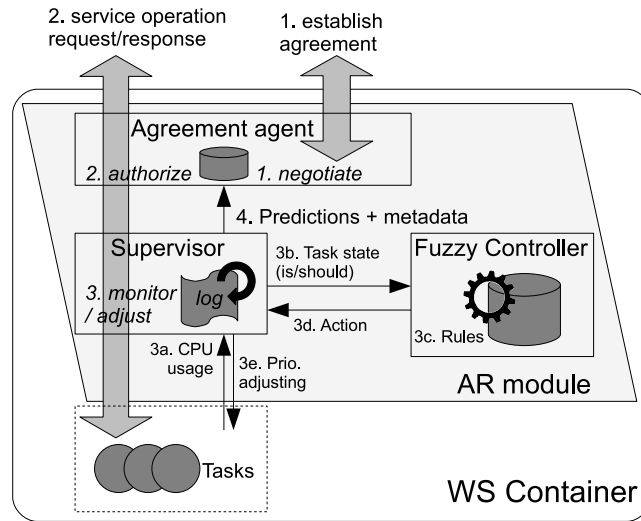 2. service operation
request/response
1. establish
agreement
Agreement agent
2. authorize
1. negotiate
4. Predictions + metadata
Supervisor
3. monitor
/ adjust
log
3b. Task state
(is/should)
3d. Action
Fuzzy Controller
3c. Rules
3a. CPU
usage
3e. Prio.
adjusting
AR module
Tasks
WS Container